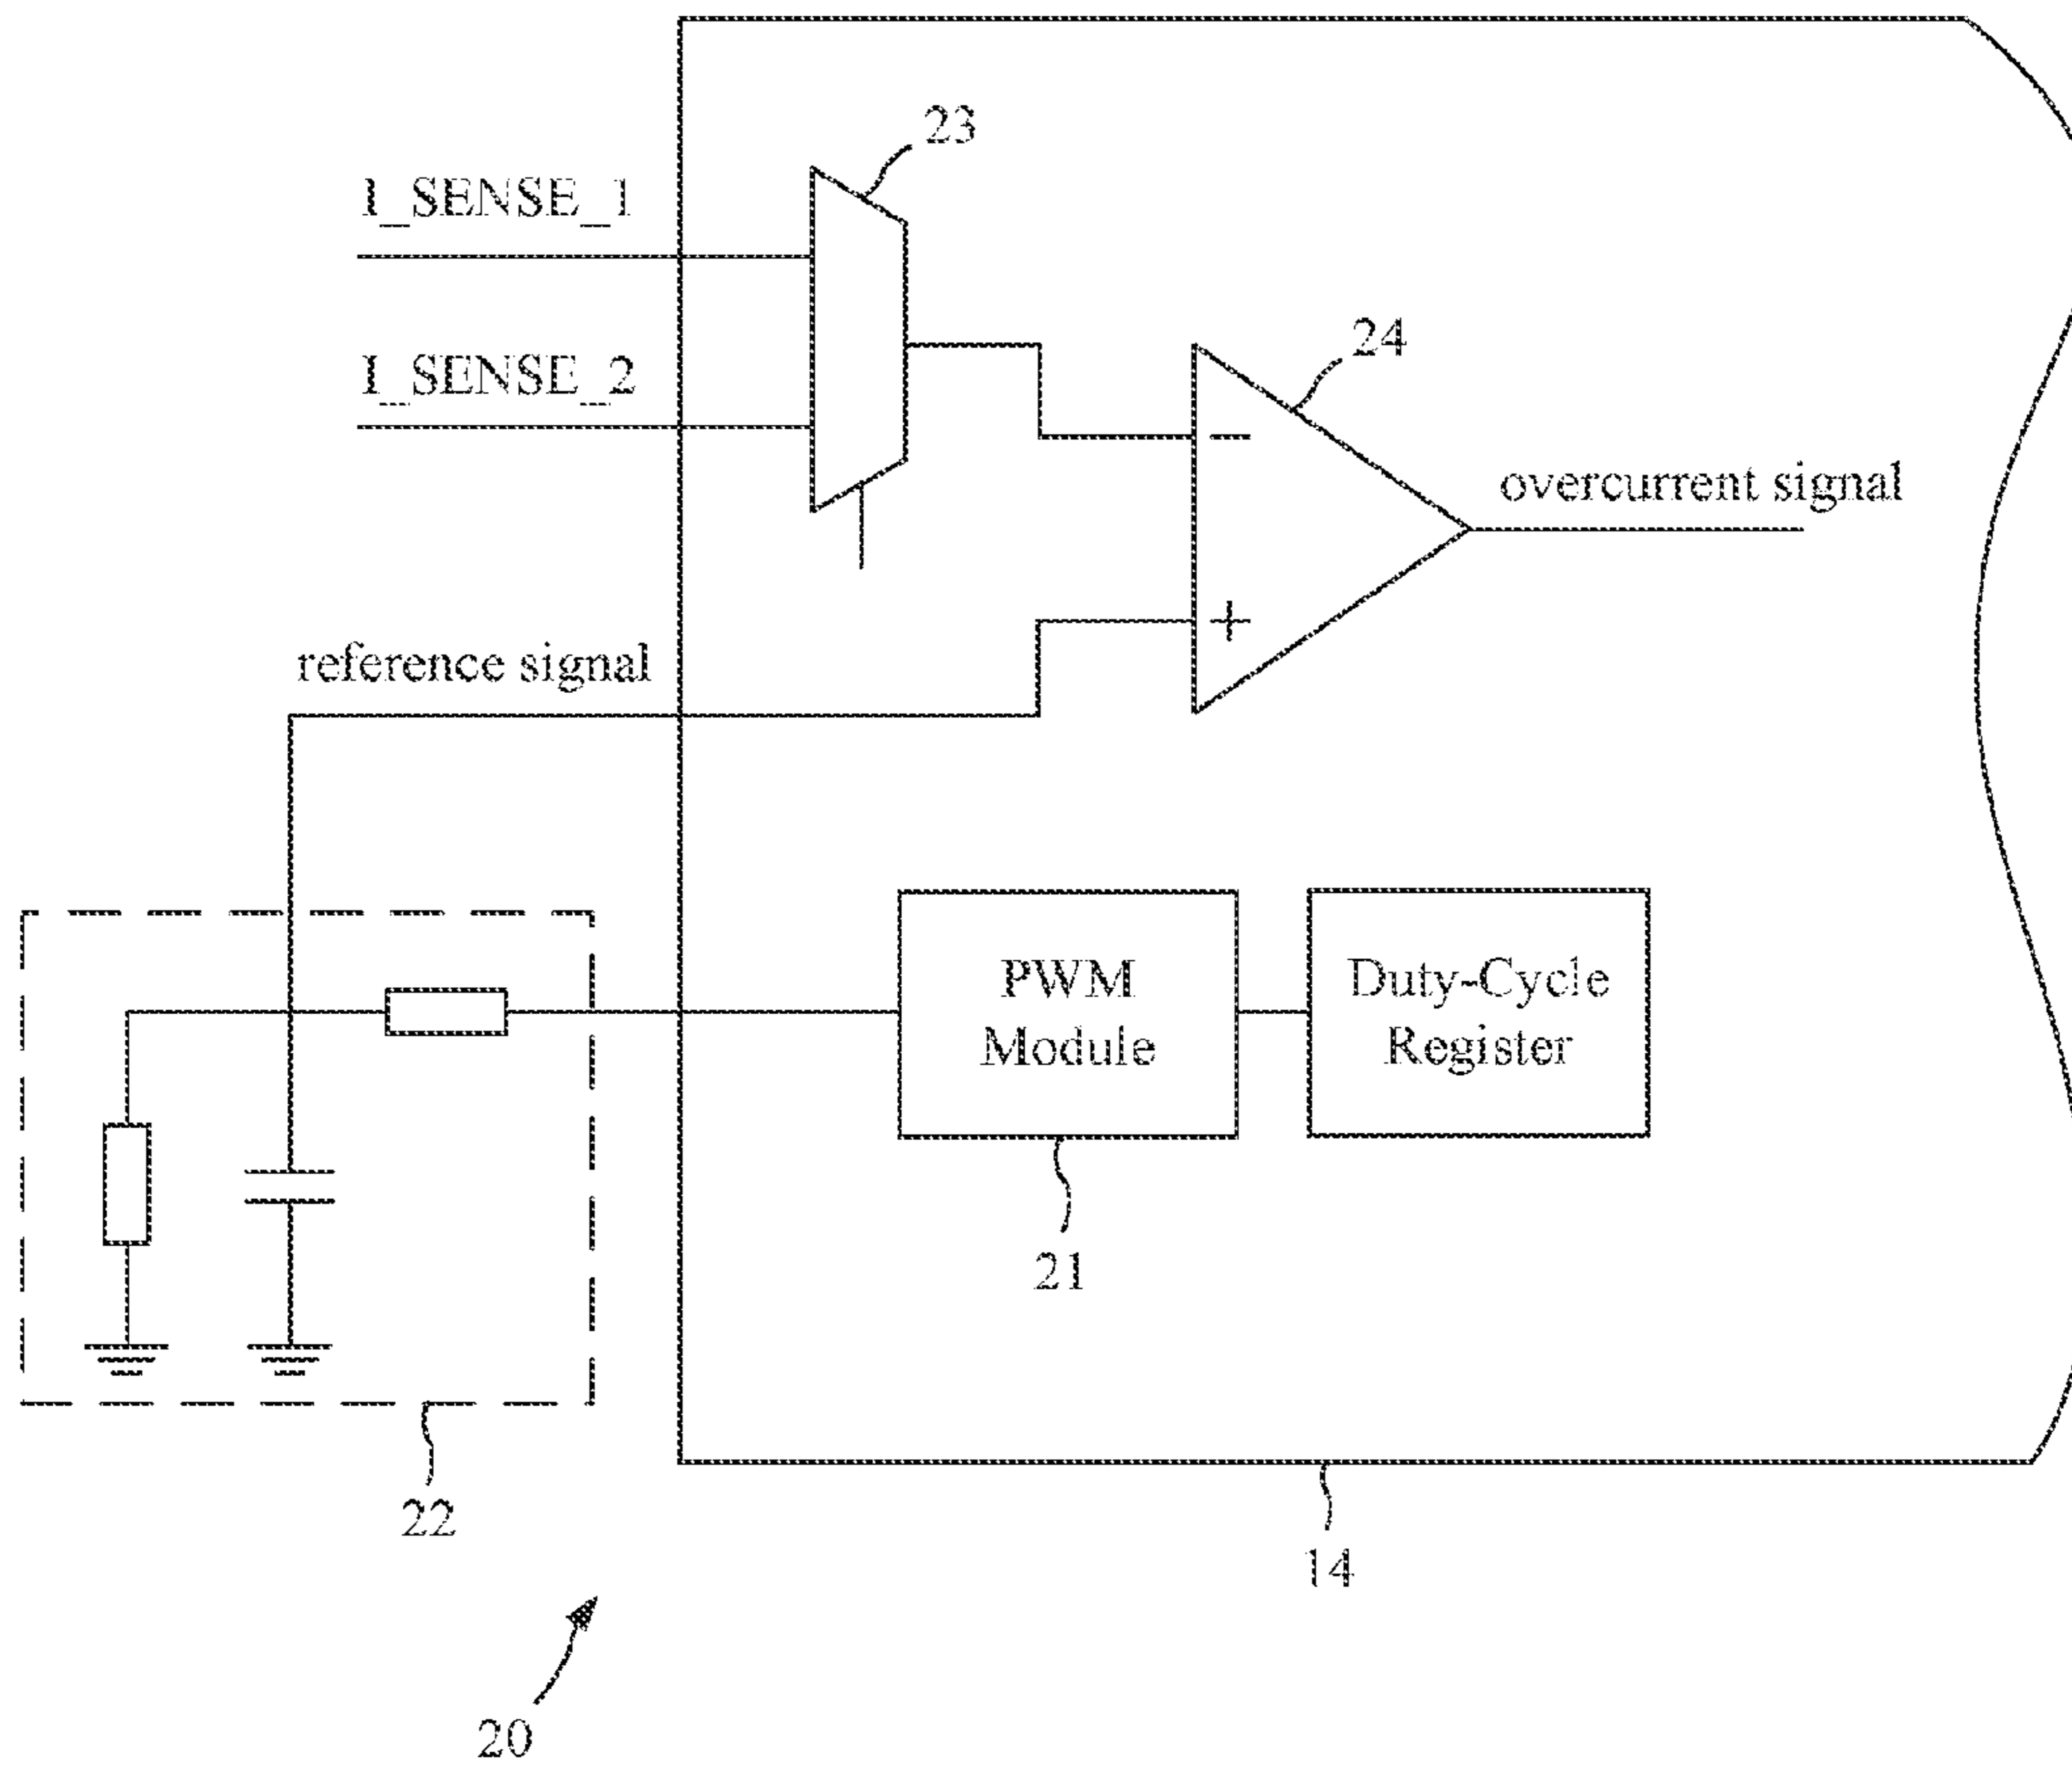 23
I_SENSE_1
24
I_SENSE_2
overcurrent signal
−
+
reference signal
PWM
Module
Duty-Cycle
Register
21
22
14
20